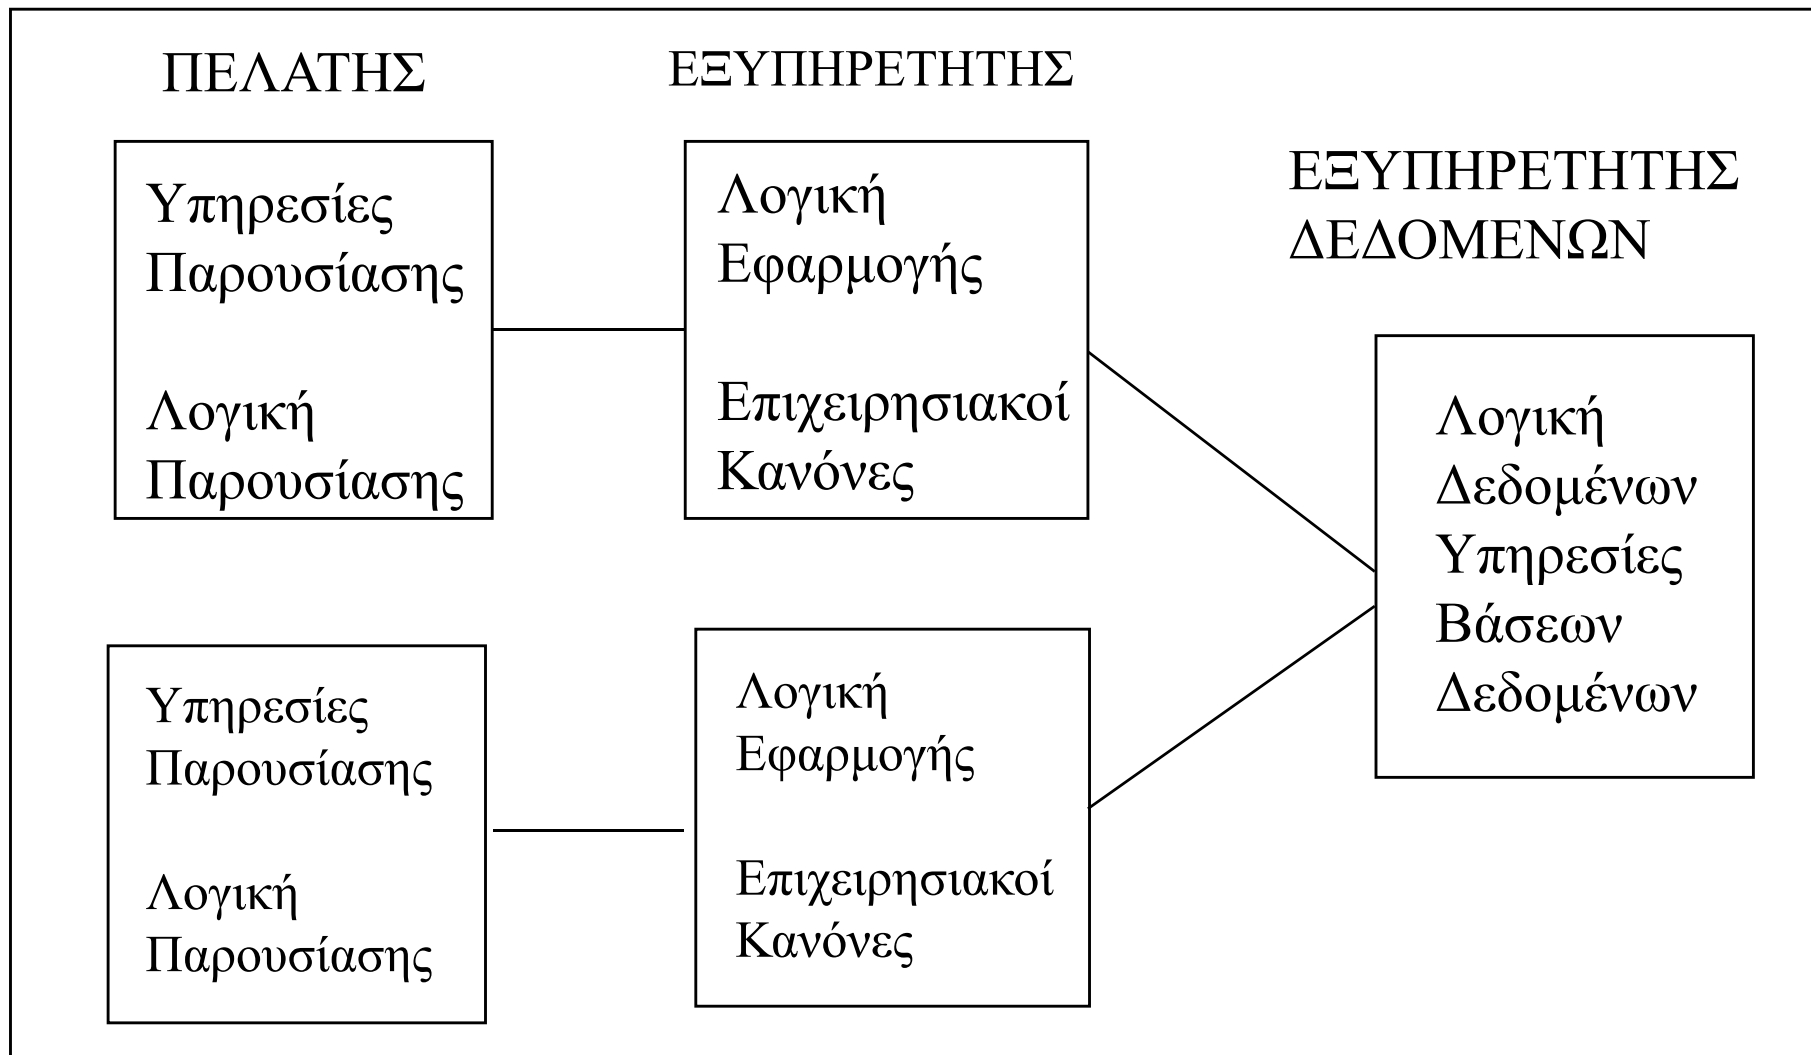 ΠΕΛΑΤΗΣ
ΕΞΥΠΗΡΕΤΗΤΗΣ
ΕΞΥΠΗΡΕΤΗΤΗΣ
ΔΕΔΟΜΕΝΩΝ
Υπηρεσίες
Παρουσίασης
Λογική
Παρουσίασης
Λογική
Εφαρμογής
Επιχειρησιακοί
Κανόνες
Λογική
Δεδομένων
Υπηρεσίες
Βάσεων
Δεδομένων
Υπηρεσίες
Παρουσίασης
Λογική
Παρουσίασης
Λογική
Εφαρμογής
Επιχειρησιακοί
Κανόνες